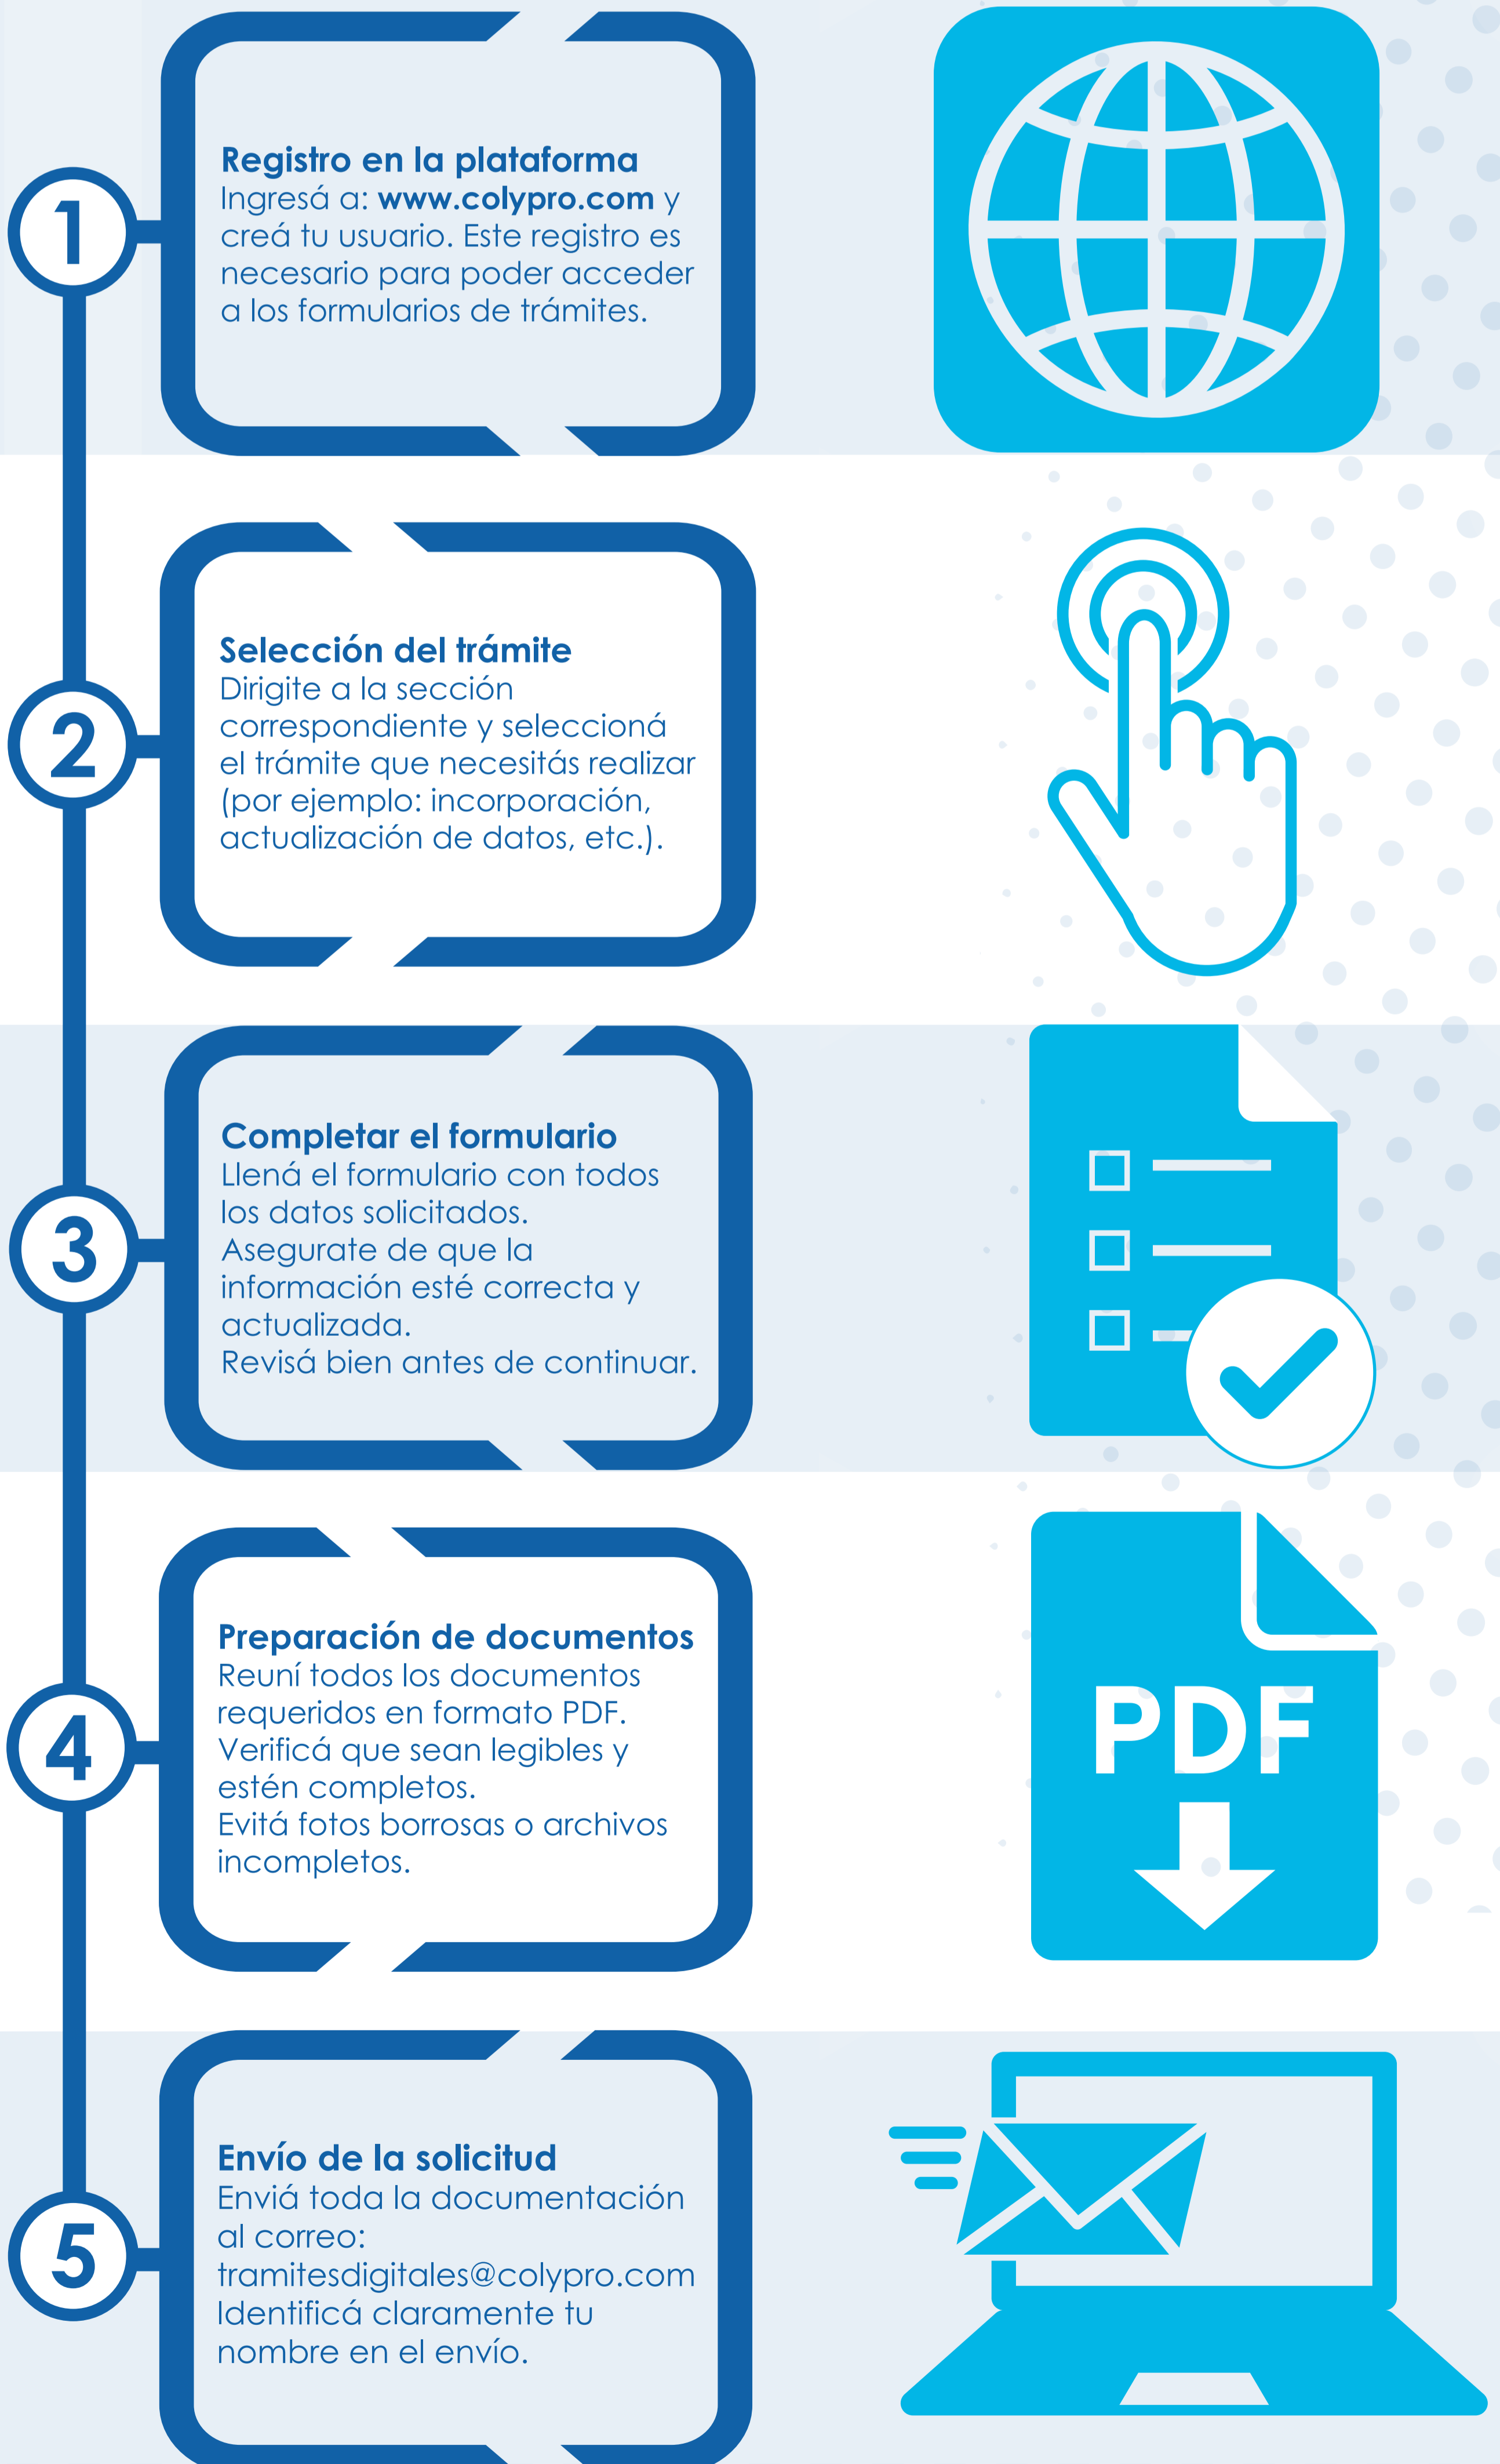 1
Registro en la plataforma
Ingresá a: www.colypro.com y
creá tu usuario. Este registro es
necesario para poder acceder
a los formularios de trámites.
2
Selección del trámite
Dirigite a la sección
correspondiente y seleccioná
el trámite que necesitás realizar
(por ejemplo: incorporación,
actualización de datos, etc.).
3
Completar el formulario
Llená el formulario con todos
los datos solicitados.
Asegurate de que la
información esté correcta y
actualizada.
Revisá bien antes de continuar.
4
Preparación de documentos
Reuní todos los documentos
requeridos en formato PDF.
Verificá que sean legibles y
estén completos.
Evitá fotos borrosas o archivos
incompletos.
PDF
5
Envío de la solicitud
Enviá toda la documentación
al correo:
tramitesdigitales@colypro.com
Identificá claramente tu
nombre en el envío.